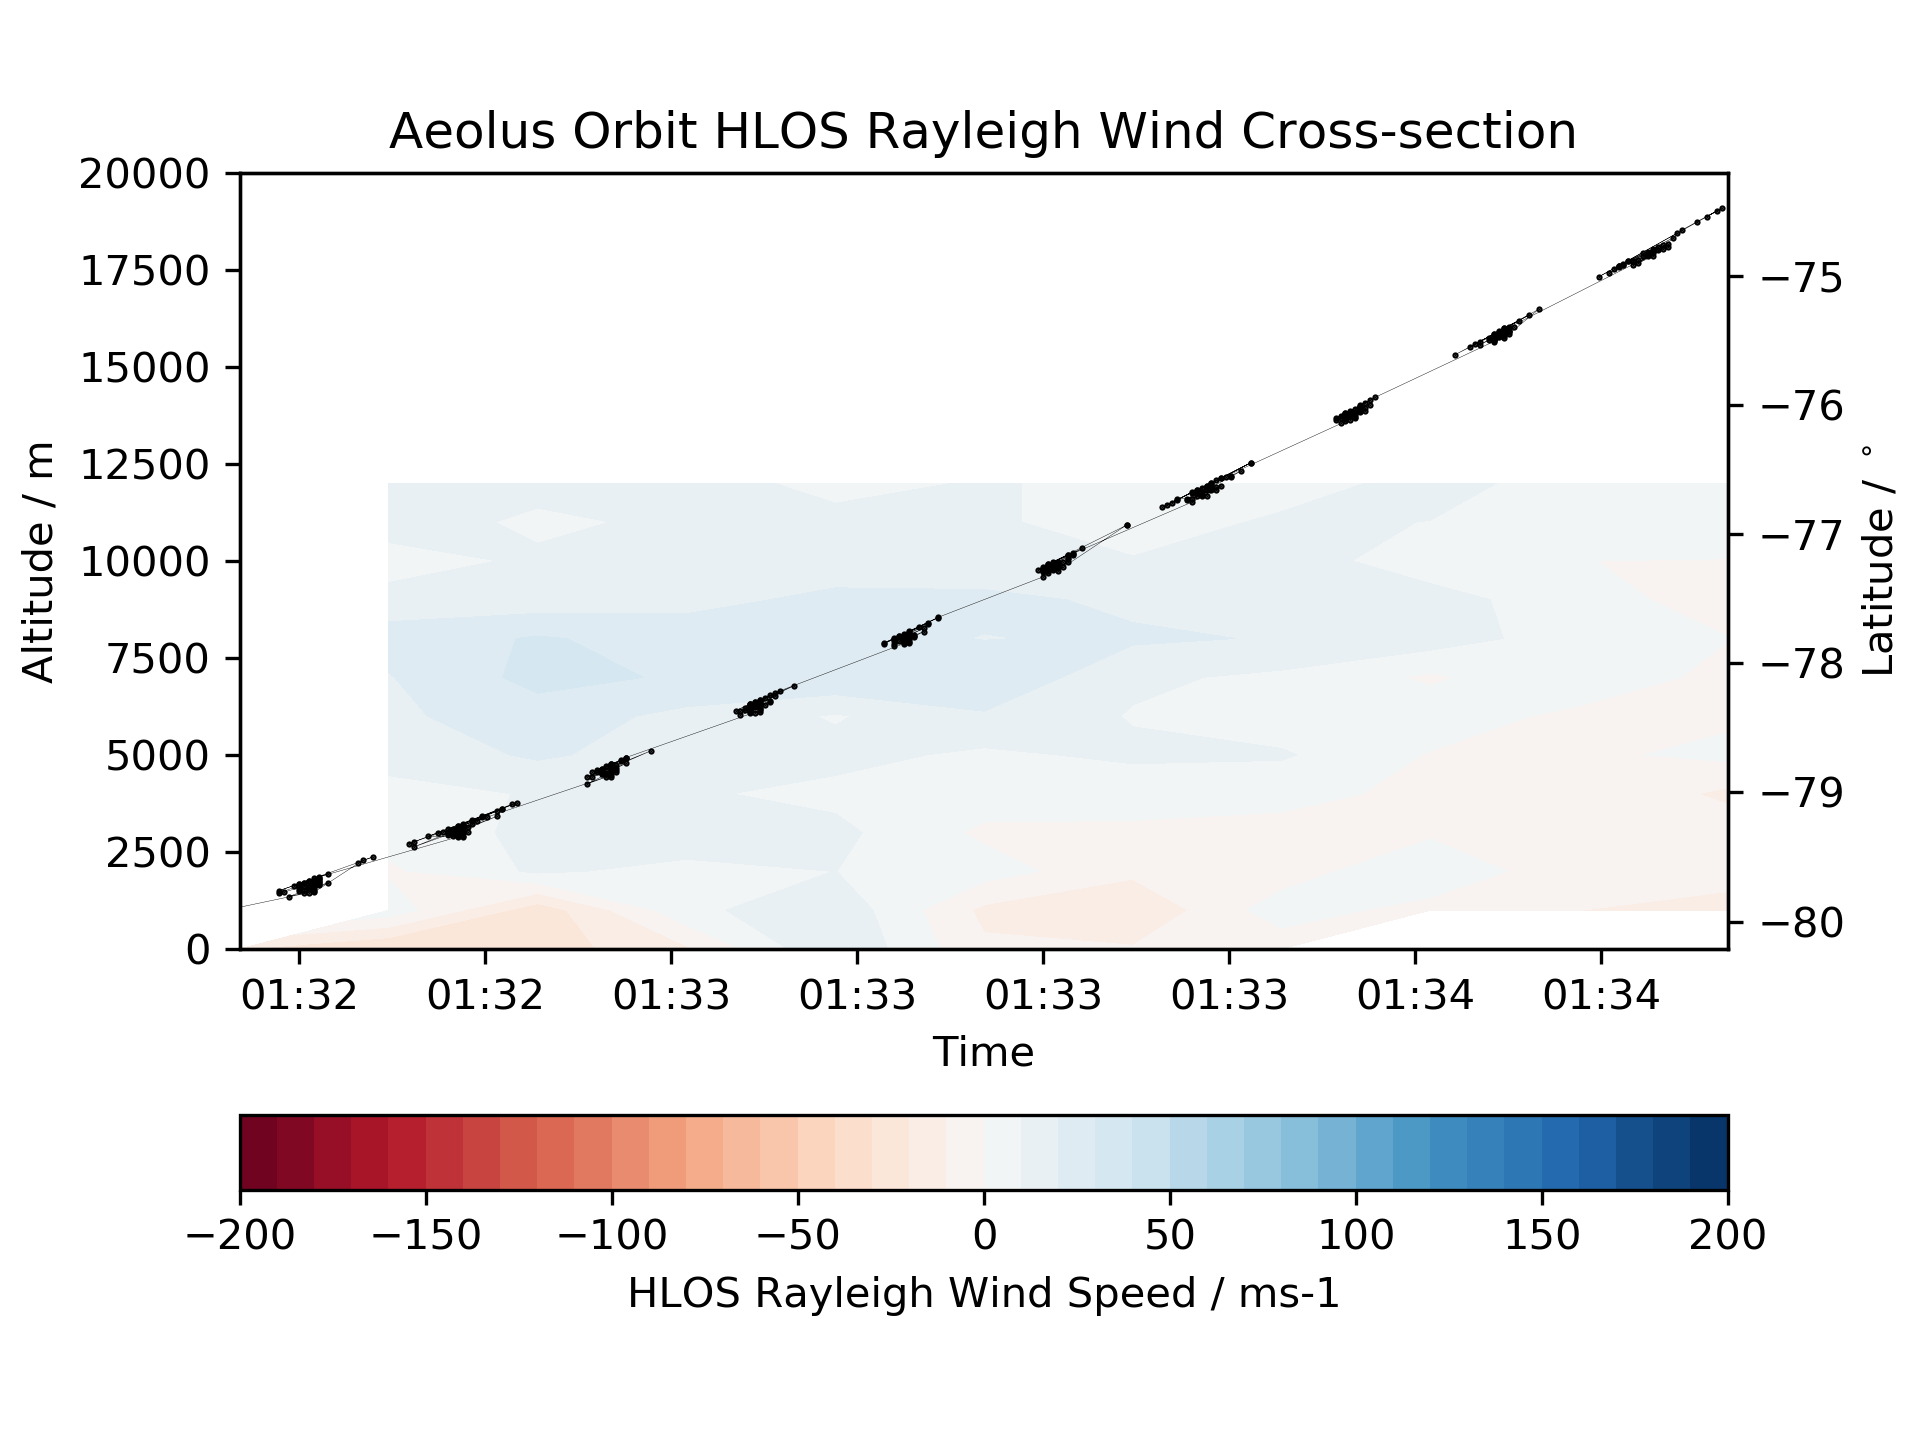 Aeolus Orbit HLOS Rayleigh Wind Cross-section
20000
17500
15000
12500
10000
7500
5000
2500
0
Altitude / m
−75
−76
−77
−78
−79
−80
Latitude / °
01:32 01:32 01:33 01:33 01:33 01:33 01:34 01:34
Time
−200 −150 −100 −50 0 50 100 150 200
HLOS Rayleigh Wind Speed / ms-1